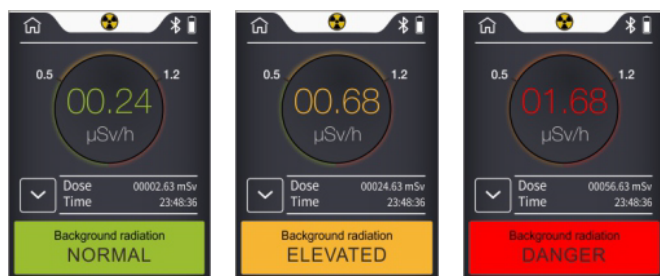 0.5
1.2
00.24
µSv/h
Dose 00002.63 mSv
Time 23:48:36
Background radiation
NORMAL
0.5
1.2
00.68
µSv/h
Dose 00024.63 mSv
Time 23:48:36
Background radiation
ELEVATED
0.5
1.2
01.68
µSv/h
Dose 00056.63 mSv
Time 23:48:36
Background radiation
DANGER